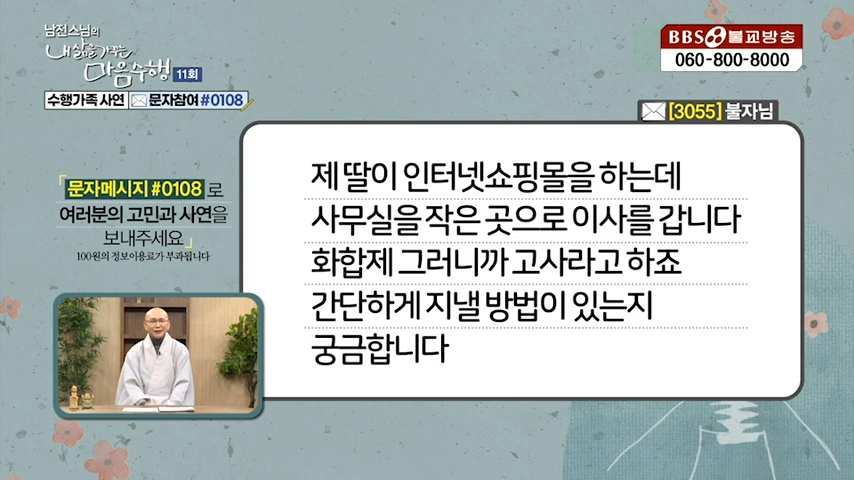 남전스님의
내 삶을 가꾸는
마음수행 11회
수행가족 사연 문자참여 #0108
BBS 불교방송
060-800-8000
[3055] 불자님
「문자메시지 #0108로
여러분의 고민과 사연을
보내주세요」
100원의 정보이용료가 부과됩니다
제 딸이 인터넷쇼핑몰을 하는데
사무실을 작은 곳으로 이사를 갑니다
화합제 그러니까 고사라고 하죠
간단하게 지낼 방법이 있는지
궁금합니다